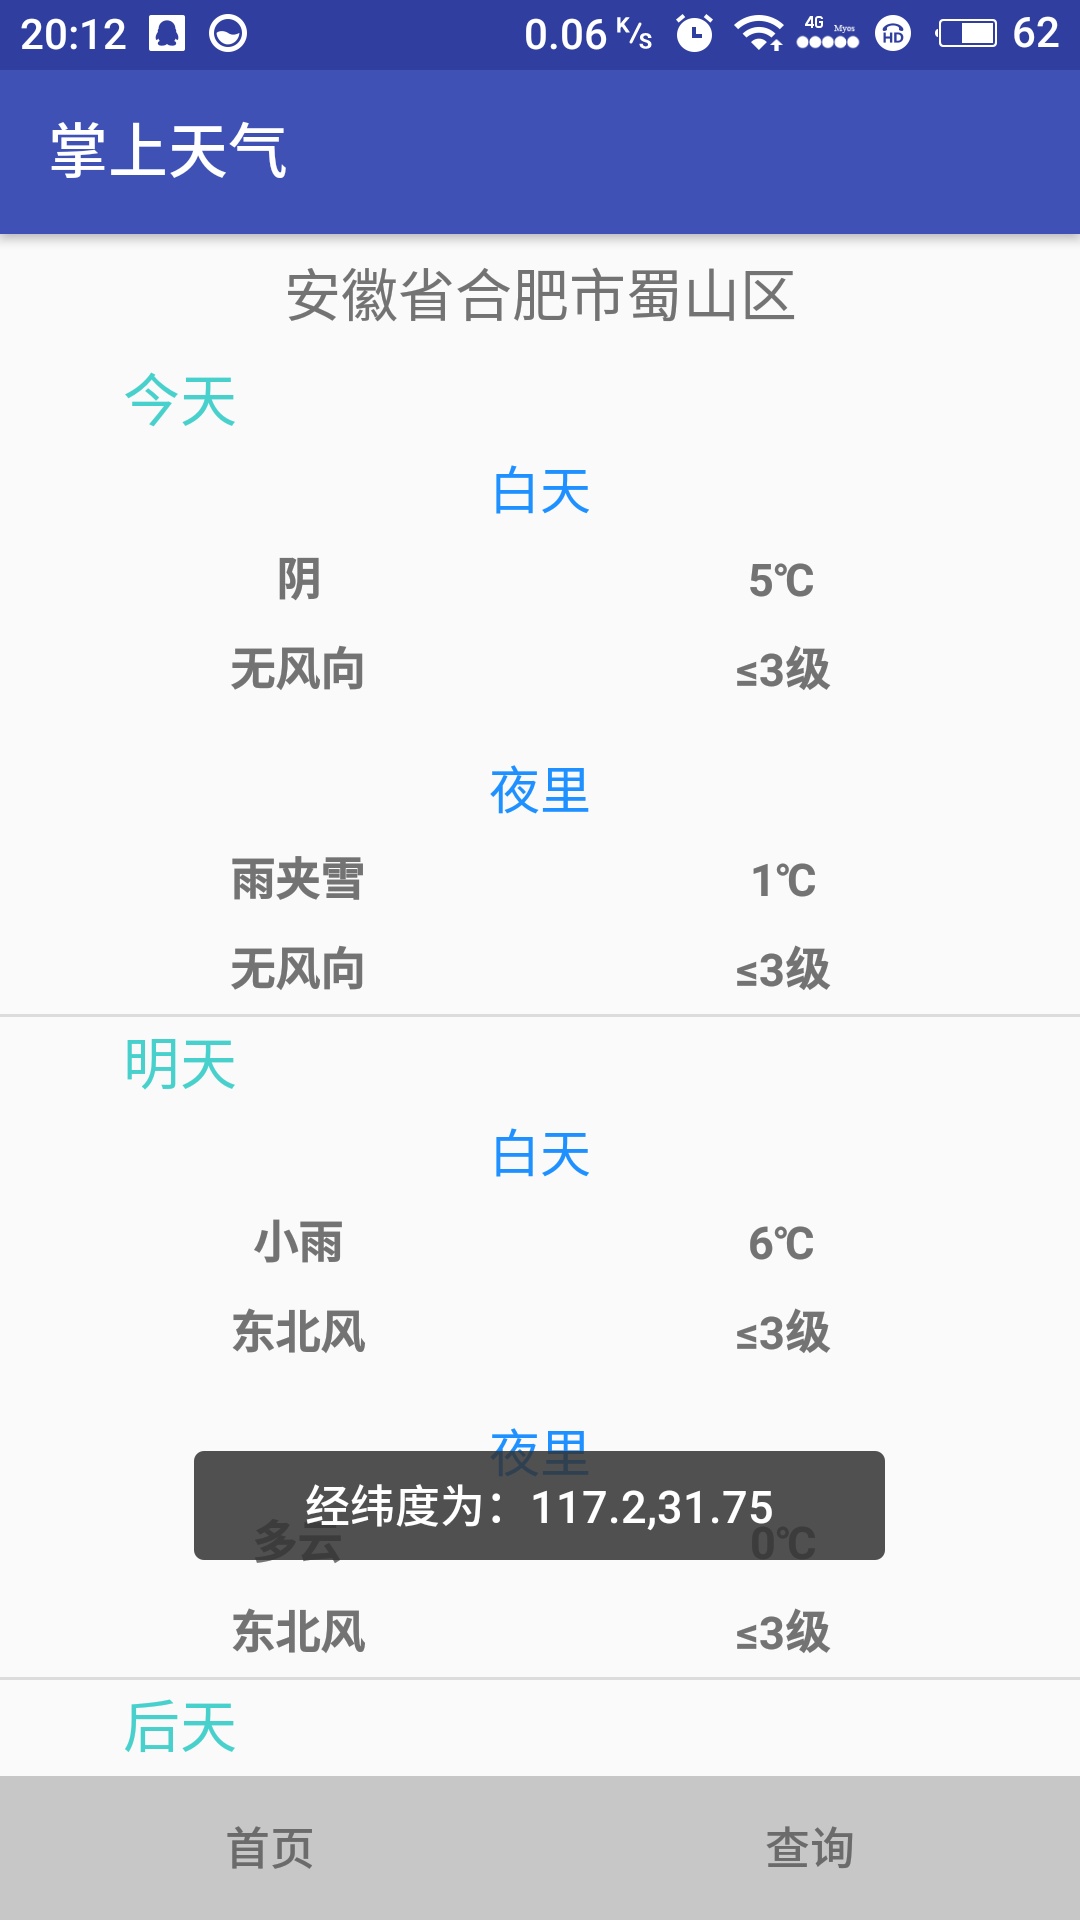 20:12 0.06 K/s 4G Myos HD 62
掌上天气
安徽省合肥市蜀山区
今天
白天
阴 5℃
无风向 ≤3级
夜里
雨夹雪 1℃
无风向 ≤3级
明天
白天
小雨 6℃
东北风 ≤3级
夜里
经纬度为：117.2,31.75
多云 0℃
东北风 ≤3级
后天
首页 查询